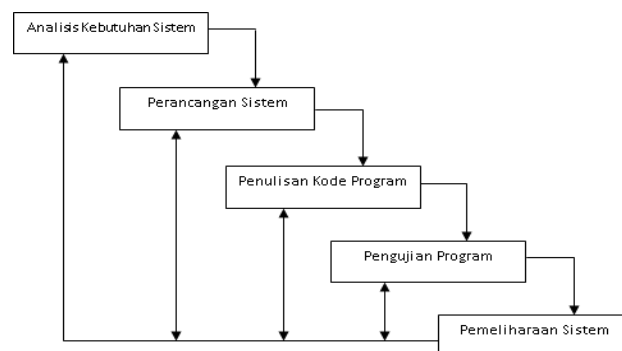 Analisis Kebutuhan Sistem
Perancangan Sistem
Penulisan Kode Program
Pengujian Program
Pemeliharaan Sistem